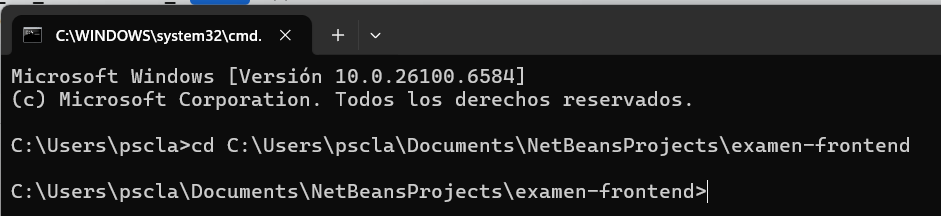 C:\WINDOWS\system32\cmd.
Microsoft Windows [Versión 10.0.26100.6584]
(c) Microsoft Corporation. Todos los derechos reservados.
C:\Users\pscla>cd C:\Users\pscla\Documents\NetBeansProjects\examen-frontend
C:\Users\pscla\Documents\NetBeansProjects\examen-frontend>